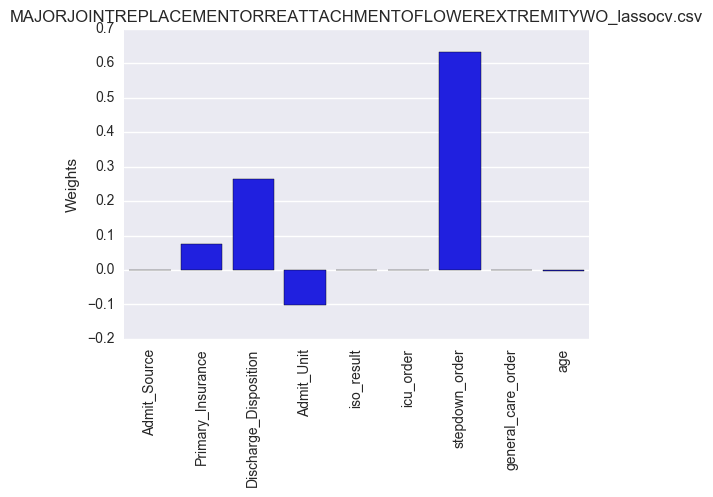 MAJORJOINTREPLACEMENTORREATTACHMENTOFLOWEREXTREMITYWO_lassocv.csv
0.7
0.6
0.5
0.4
0.3
0.2
0.1
0.0
−0.1
−0.2
Weights
Admit_Source
Primary_Insurance
Discharge_Disposition
Admit_Unit
iso_result
icu_order
stepdown_order
general_care_order
age